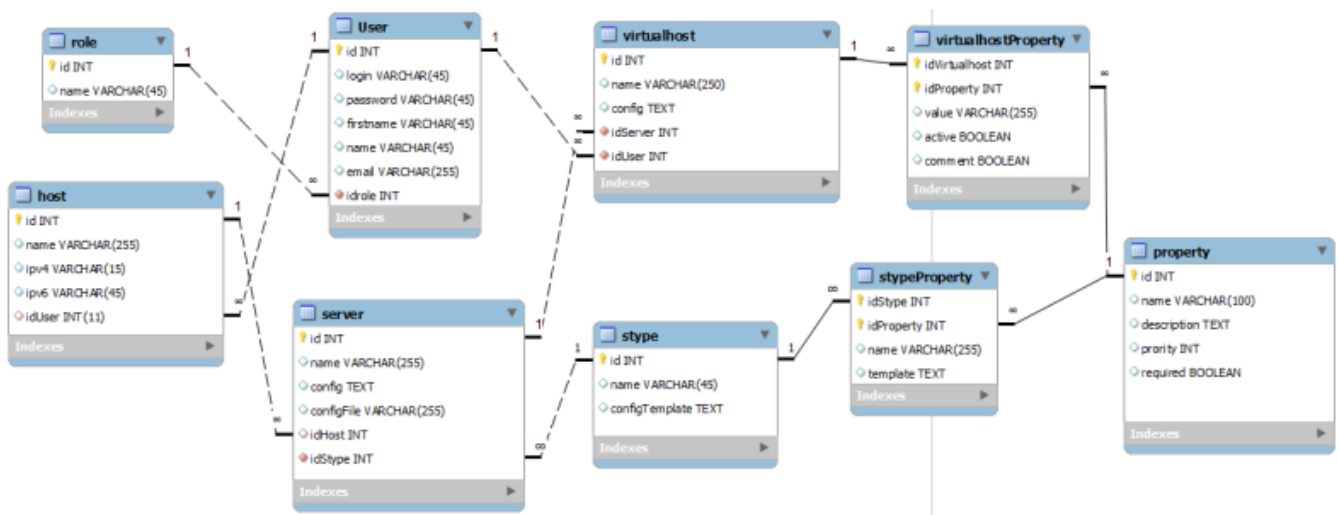 role
id INT
name VARCHAR(45)
Indexes
1
∞
User
id INT
login VARCHAR(45)
password VARCHAR(45)
firstname VARCHAR(45)
name VARCHAR(45)
email VARCHAR(255)
idrole INT
Indexes
1
1
∞
virtualhost
id INT
name VARCHAR(250)
config TEXT
idServer INT
idUser INT
Indexes
∞
∞
1
∞
virtualhostProperty
idVirtualhost INT
idProperty INT
value VARCHAR(255)
active BOOLEAN
comment BOOLEAN
Indexes
∞
host
id INT
name VARCHAR(255)
ipv4 VARCHAR(15)
ipv6 VARCHAR(45)
idUser INT(11)
Indexes
1
∞
server
id INT
name VARCHAR(255)
config TEXT
configFile VARCHAR(255)
idHost INT
idStype INT
Indexes
1
∞
∞
stype
id INT
name VARCHAR(45)
configTemplate TEXT
Indexes
1
1
stypeProperty
idStype INT
idProperty INT
name VARCHAR(255)
template TEXT
Indexes
∞
∞
property
id INT
name VARCHAR(100)
description TEXT
prority INT
required BOOLEAN
Indexes
1